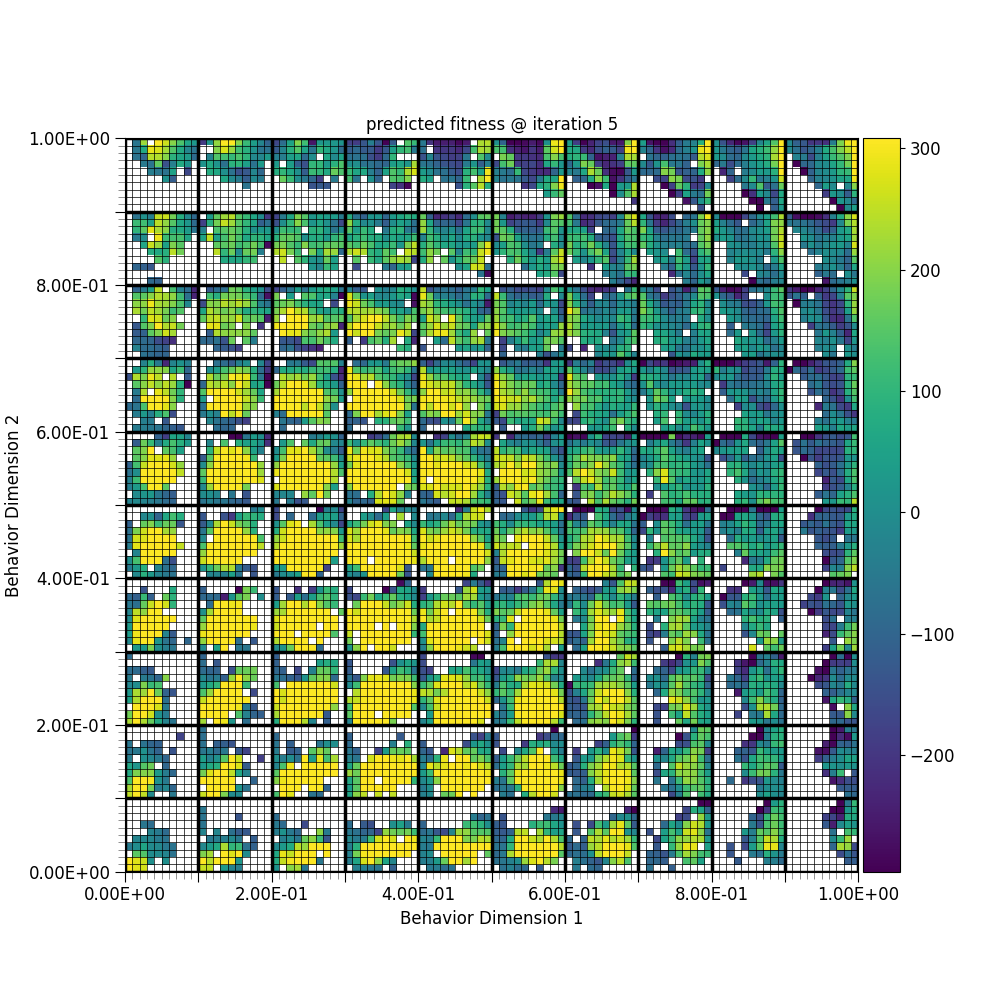 predicted fitness @ iteration 5
1.00E+00
8.00E-01
6.00E-01
4.00E-01
2.00E-01
0.00E+00
Behavior Dimension 2
0.00E+00 2.00E-01 4.00E-01 6.00E-01 8.00E-01 1.00E+00
Behavior Dimension 1
300
200
100
0
−100
−200